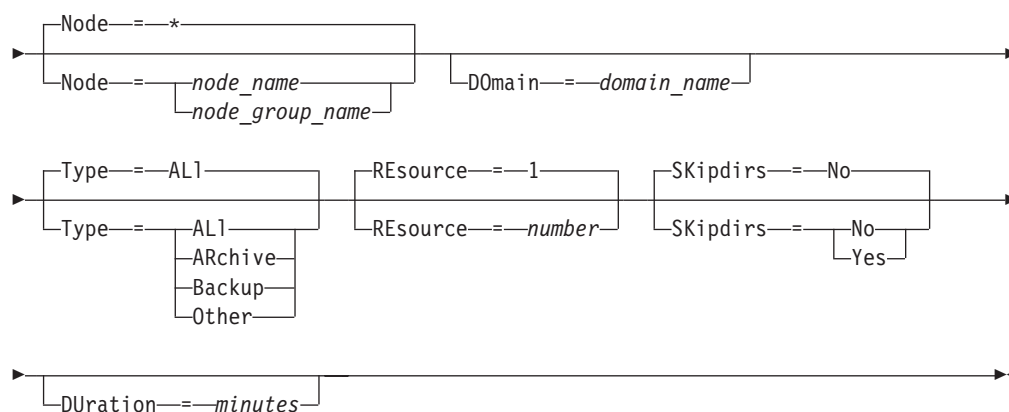 Node = *
Node = node_name
node_group_name
DOmain = domain_name
Type = ALl
Type = ALl
ARchive
Backup
Other
REsource = 1
REsource = number
SKipdirs = No
SKipdirs = No
Yes
DUration = minutes